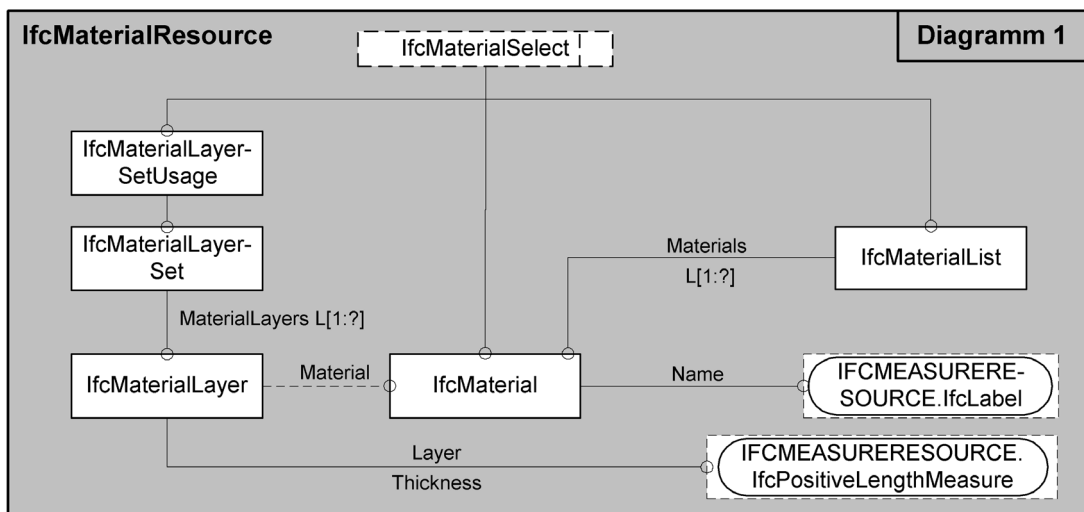 IfcMaterialResource
IfcMaterialSelect
Diagramm 1
IfcMaterialLayer-
SetUsage
IfcMaterialLayer-
Set
Materials
L[1:?]
IfcMaterialList
MaterialLayers L[1:?]
IfcMaterialLayer
Material
IfcMaterial
Name
IFCMEASURERE-
SOURCE.IfcLabel
Layer
Thickness
IFCMEASURERESOURCE.
IfcPositiveLengthMeasure